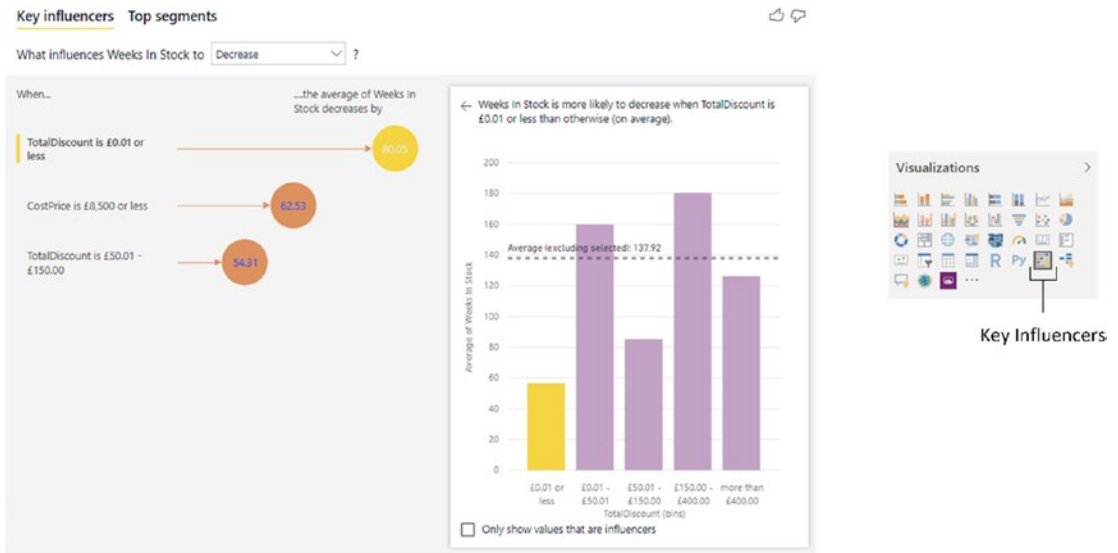 Key influencers Top segments
What influences Weeks In Stock to Decrease ?
When...
....the average of Weeks In
Stock decreases by
TotalDiscount is £0.01 or
less
80.05
CostPrice is £8,500 or less
62.53
TotalDiscount is £50.01 -
£150.00
54.31
Weeks In Stock is more likely to decrease when TotalDiscount is
£0.01 or less than otherwise (on average).
200
180
160
140
120
100
80
60
40
20
0
Average (excluding selected): 137.92
Average of Weeks In Stock
£0.01 or
less
£0.01 -
£50.01
£50.01 -
£150.00
£150.00 -
£400.00
more than
£400.00
TotalDiscount (bins)
Only show values that are influencers
Visualizations
R Py
Key Influencers